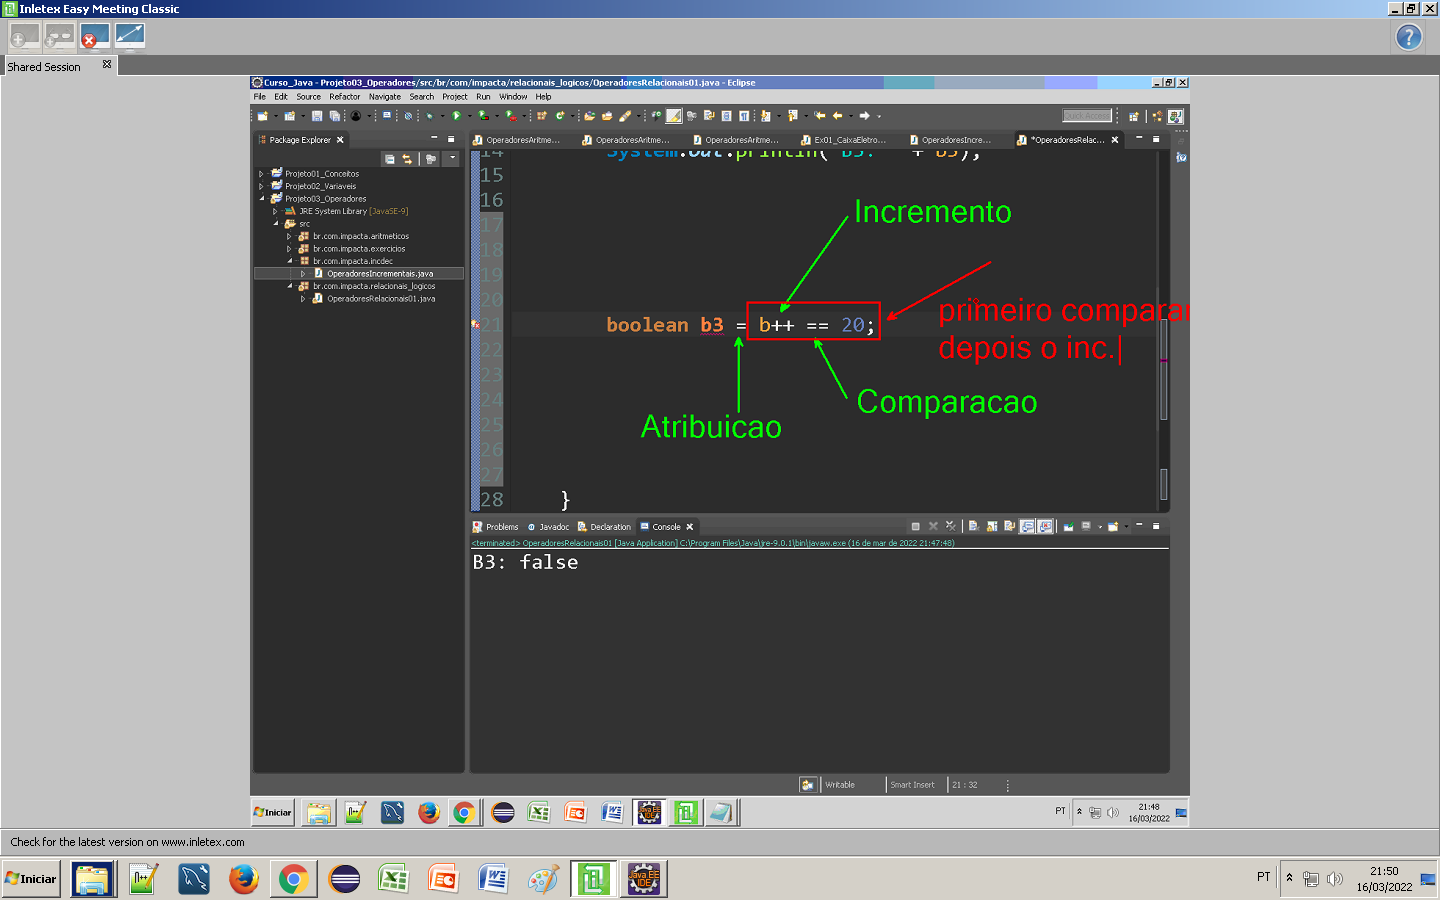 Inletex Easy Meeting Classic
Shared Session
Curso_Java - Projeto03_Operadores/src/br/com/impacta/relacionais_logicos/OperadoresRelacionais01.java - Eclipse
File Edit Source Refactor Navigate Search Project Run Window Help
Quick Access
Package Explorer
OperadoresAritme... OperadoresAritme... OperadoresAritme... Ex01_CaixaEletro... OperadoresIncre... *OperadoresRelac...
Projeto01_Conceitos
Projeto02_Variaveis
Projeto03_Operadores
JRE System Library [JavaSE-9]
src
br.com.impacta.aritmeticos
br.com.impacta.exercicios
br.com.impacta.incdec
OperadoresIncrementais.java
br.com.impacta.relacionais_logicos
OperadoresRelacionais01.java
14 System.out.println("B3: " + b3);
15
16
17
18
19
20
21 boolean b3 = b++ == 20;
22
23
24
25
26
27
28 }
Incremento
primeiro comparar
depois o inc.
Comparacao
Atribuicao
Problems Javadoc Declaration Console
<terminated> OperadoresRelacionais01 [Java Application] C:\Program Files\Java\jre-9.0.1\bin\javaw.exe (16 de mar de 2022 21:47:48)
B3: false
Writable Smart Insert 21 : 32
Iniciar
PT
21:48
16/03/2022
Check for the latest version on www.inletex.com
Iniciar
PT
21:50
16/03/2022